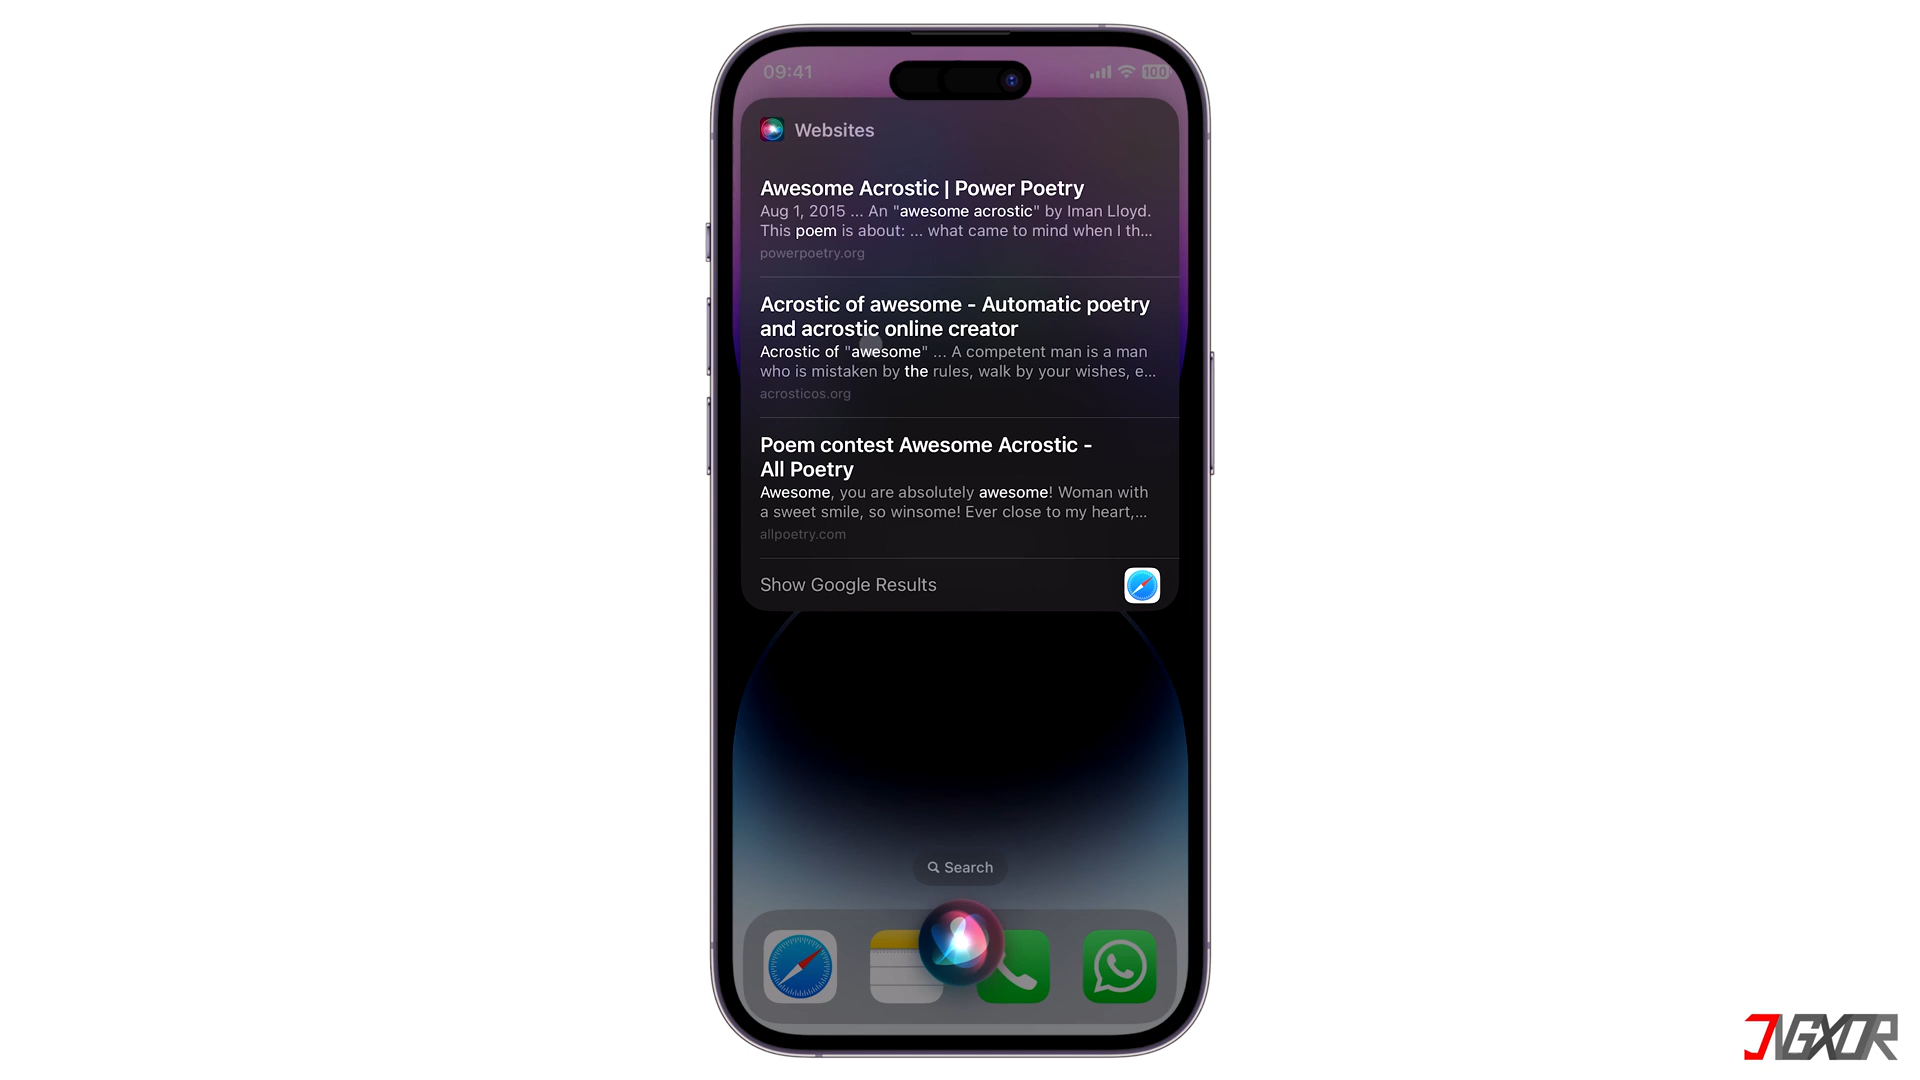 09:41
100
Websites
Awesome Acrostic | Power Poetry
Aug 1, 2015 ... An "awesome acrostic" by Iman Lloyd.
This poem is about: ... what came to mind when I th...
powerpoetry.org
Acrostic of awesome - Automatic poetry
and acrostic online creator
Acrostic of "awesome" ... A competent man is a man
who is mistaken by the rules, walk by your wishes, e...
acrosticos.org
Poem contest Awesome Acrostic -
All Poetry
Awesome, you are absolutely awesome! Woman with
a sweet smile, so winsome! Ever close to my heart,...
allpoetry.com
Show Google Results
Search